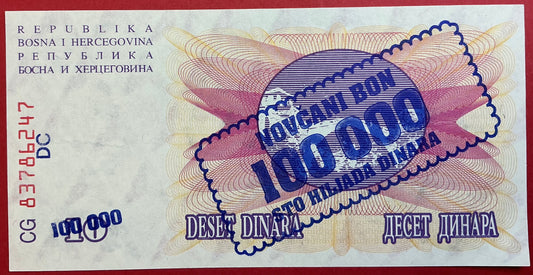 REPUBLIKA
BOSNA I HERCEGOVINA
РЕПУБЛИКА
БОСНА И ХЕРЦЕГОВИНА
NOVČANI BON
100 000
STO HILJADA DINARA
CG 83786247
DC
10
100 000
DESET DINARA
ДЕСЕТ ДИНАРА